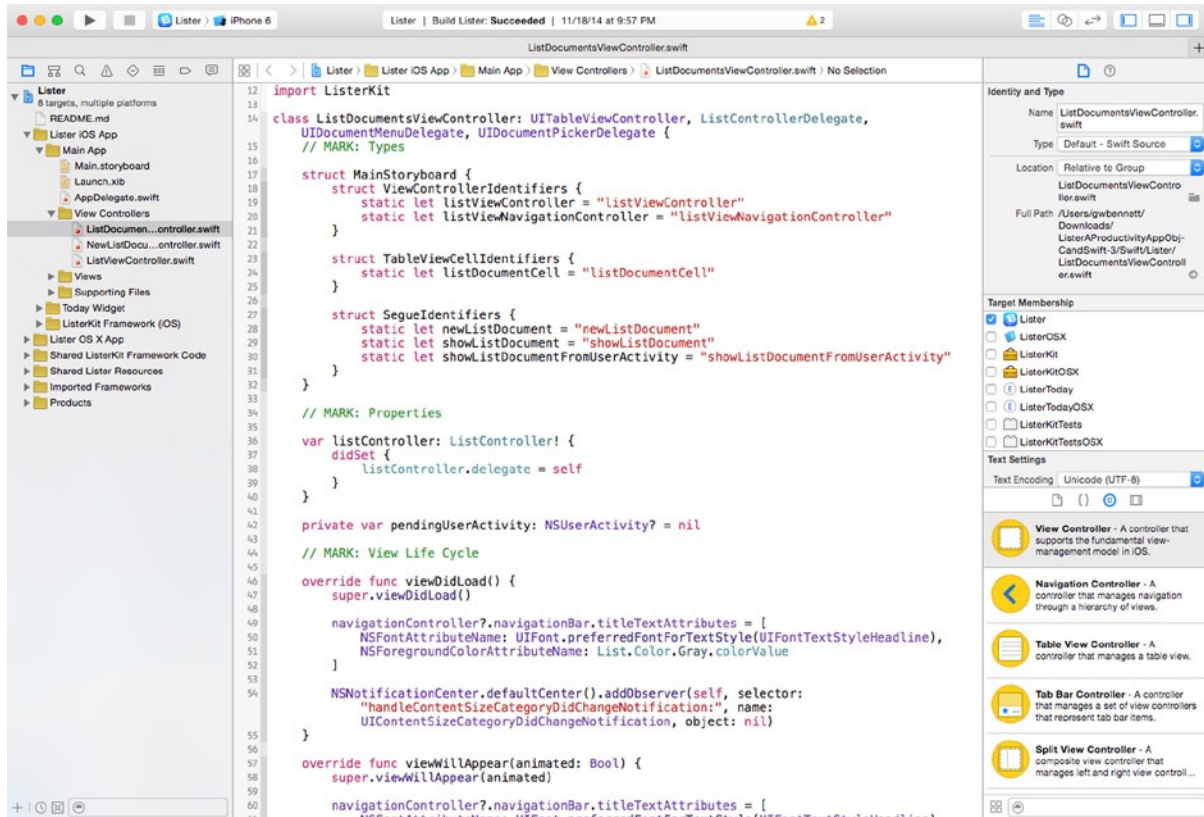 Lister
iPhone 6
Lister | Build Lister: Succeeded | 11/18/14 at 9:57 PM
2
ListDocumentsViewController.swift
Lister
8 targets, multiple platforms
README.md
Lister iOS App
Main App
Main.storyboard
Launch.xib
AppDelegate.swift
View Controllers
ListDocumen...ontroller.swift
NewListDocu...ontroller.swift
ListViewController.swift
Views
Supporting Files
Today Widget
ListerKit Framework (iOS)
Lister OS X App
Shared ListerKit Framework Code
Shared Lister Resources
Imported Frameworks
Products
Lister
Lister iOS App
Main App
View Controllers
ListDocumentsViewController.swift
No Selection
12 import ListerKit
13
14 class ListDocumentsViewController: UITableViewController, ListControllerDelegate,
UIDocumentMenuDelegate, UIDocumentPickerDelegate {
15 // MARK: Types
16
17 struct MainStoryboard {
18 struct ViewControllerIdentifiers {
19 static let listViewController = "listViewController"
20 static let listViewNavigationController = "listViewNavigationController"
21 }
22
23 struct TableViewCellIdentifiers {
24 static let listDocumentCell = "listDocumentCell"
25 }
26
27 struct SegueIdentifiers {
28 static let newListDocument = "newListDocument"
29 static let showListDocument = "showListDocument"
30 static let showListDocumentFromUserActivity = "showListDocumentFromUserActivity"
31 }
32 }
33
34 // MARK: Properties
35
36 var listController: ListController! {
37 didSet {
38 listController.delegate = self
39 }
40 }
41
42 private var pendingUserActivity: NSUserActivity? = nil
43
44 // MARK: View Life Cycle
45
46 override func viewDidLoad() {
47 super.viewDidLoad()
48
49 navigationController?.navigationBar.titleTextAttributes = [
50 NSFontAttributeName: UIFont.preferredFontForTextStyle(UIFontTextStyleHeadline),
51 NSForegroundColorAttributeName: List.Color.Gray.colorValue
52 ]
53
54 NSNotificationCenter.defaultCenter().addObserver(self, selector:
"handleContentSizeCategoryDidChangeNotification:", name:
UIContentSizeCategoryDidChangeNotification, object: nil)
55 }
56
57 override func viewWillAppear(animated: Bool) {
58 super.viewWillAppear(animated)
59
60 navigationController?.navigationBar.titleTextAttributes = [
NSFontAttributeName: UIFont.preferredFontForTextStyle(UIFontTextStyleHeadline),
Identity and Type
Name ListDocumentsViewController.
swift
Type Default - Swift Source
Location Relative to Group
ListDocumentsViewContro
ller.swift
Full Path /Users/gwbennett/
Downloads/
ListerAProductivityAppObj-
CandSwift-3/Swift/Lister/
ListDocumentsViewControll
er.swift
Target Membership
Lister
ListerOSX
ListerKit
ListerKitOSX
ListerToday
ListerTodayOSX
ListerKitTests
ListerKitTestsOSX
Text Settings
Text Encoding Unicode (UTF-8)
View Controller - A controller that
supports the fundamental view-
management model in iOS.
Navigation Controller - A
controller that manages navigation
through a hierarchy of views.
Table View Controller - A
controller that manages a table view.
Tab Bar Controller - A controller
that manages a set of view controllers
that represent tab bar items.
Split View Controller - A
composite view controller that
manages left and right view controll...